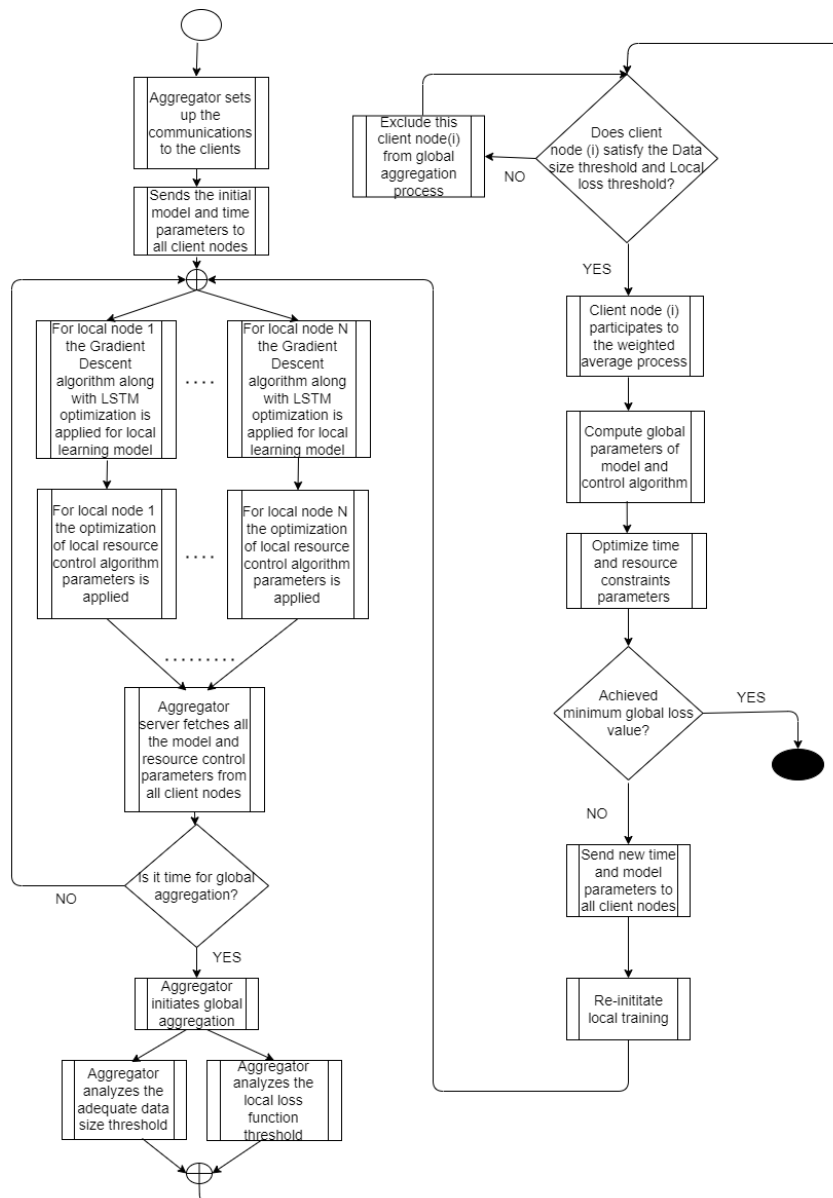 Aggregator sets
up the
communications
to the clients
Sends the initial
model and time
parameters to
all client nodes
For local node 1
the Gradient
Descent
algorithm along
with LSTM
optimization is
applied for local
learning model
....
For local node N
the Gradient
Descent
algorithm along
with LSTM
optimization is
applied for local
learning model
For local node 1
the optimization
of local resource
control algorithm
parameters is
applied
....
For local node N
the optimization
of local resource
control algorithm
parameters is
applied
.........
Aggregator
server fetches all
the model and
resource control
parameters from
all client nodes
Is it time for global
aggregation?
NO
YES
Aggregator
initiates global
aggregation
Aggregator
analyzes the
adequate data
size threshold
Aggregator
analyzes the
local loss
function
threshold
Does client
node (i) satisfy the Data
size threshold and Local
loss threshold?
NO
Exclude this
client node(i)
from global
aggregation
process
YES
Client node (i)
participates to
the weighted
average process
Compute global
parameters of
model and
control algorithm
Optimize time
and resource
constraints
parameters
Achieved
minimum global loss
value?
YES
NO
Send new time
and model
parameters to
all client nodes
Re-inititate
local training